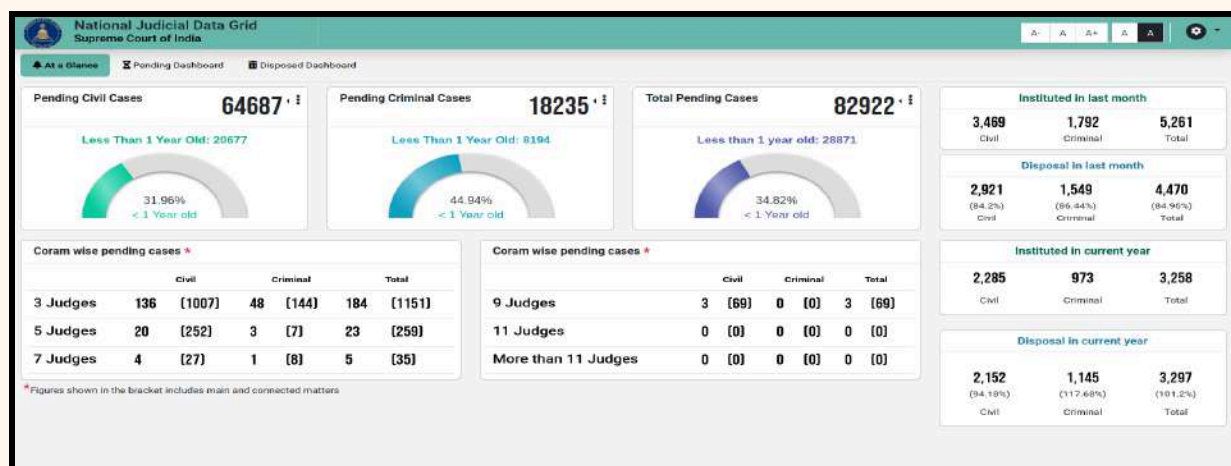 National Judicial Data Grid
Supreme Court of India
A- A A+ A A
At a Glance Pending Dashboard Disposed Dashboard
Pending Civil Cases 64687
Less Than 1 Year Old: 20677
31.96%
< 1 Year old
Pending Criminal Cases 18235
Less Than 1 Year Old: 8194
44.94%
< 1 Year old
Total Pending Cases 82922
Less than 1 year old: 28871
34.82%
< 1 Year old
Instituted in last month
3,469 1,792 5,261
Civil Criminal Total
Disposal in last month
2,921 1,549 4,470
(84.2%) (86.44%) (84.96%)
Civil Criminal Total
Coram wise pending cases *
Civil Criminal Total
3 Judges 136 (1007) 48 (144) 184 (1151)
5 Judges 20 (252) 3 (7) 23 (259)
7 Judges 4 (27) 1 (8) 5 (35)
Coram wise pending cases *
Civil Criminal Total
9 Judges 3 (69) 0 (0) 3 (69)
11 Judges 0 (0) 0 (0) 0 (0)
More than 11 Judges 0 (0) 0 (0) 0 (0)
Instituted in current year
2,285 973 3,258
Civil Criminal Total
Disposal in current year
2,152 1,145 3,297
(94.18%) (117.68%) (101.2%)
Civil Criminal Total
*Figures shown in the bracket includes main and connected matters